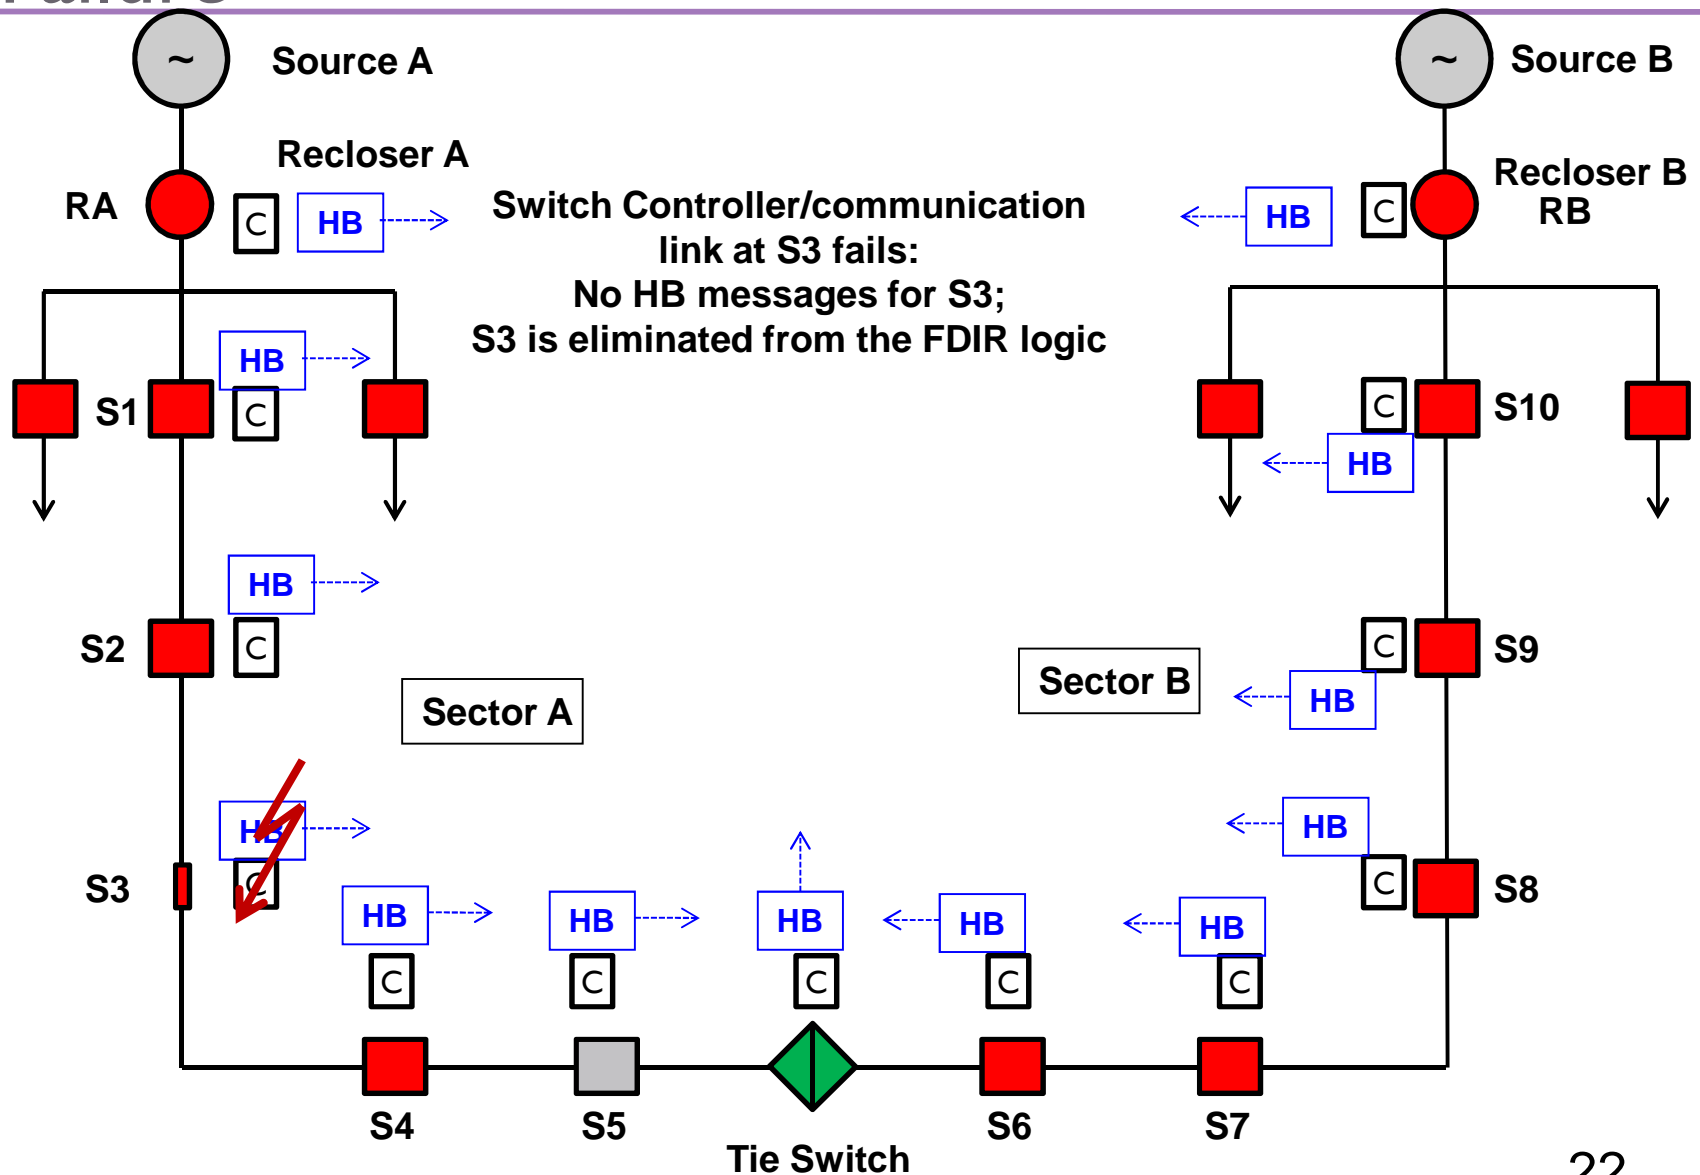 ~
Source A
~
Source B
Recloser A
RA
C
HB
Switch Controller/communication
link at S3 fails:
No HB messages for S3;
S3 is eliminated from the FDIR logic
HB
C
Recloser B
RB
HB
S1
C
C
S10
HB
HB
S2
C
C
S9
HB
Sector A
Sector B
HB
S3
C
HB
C
S8
HB
HB
HB
HB
HB
C
C
C
C
C
S4
S5
S6
S7
Tie Switch
22